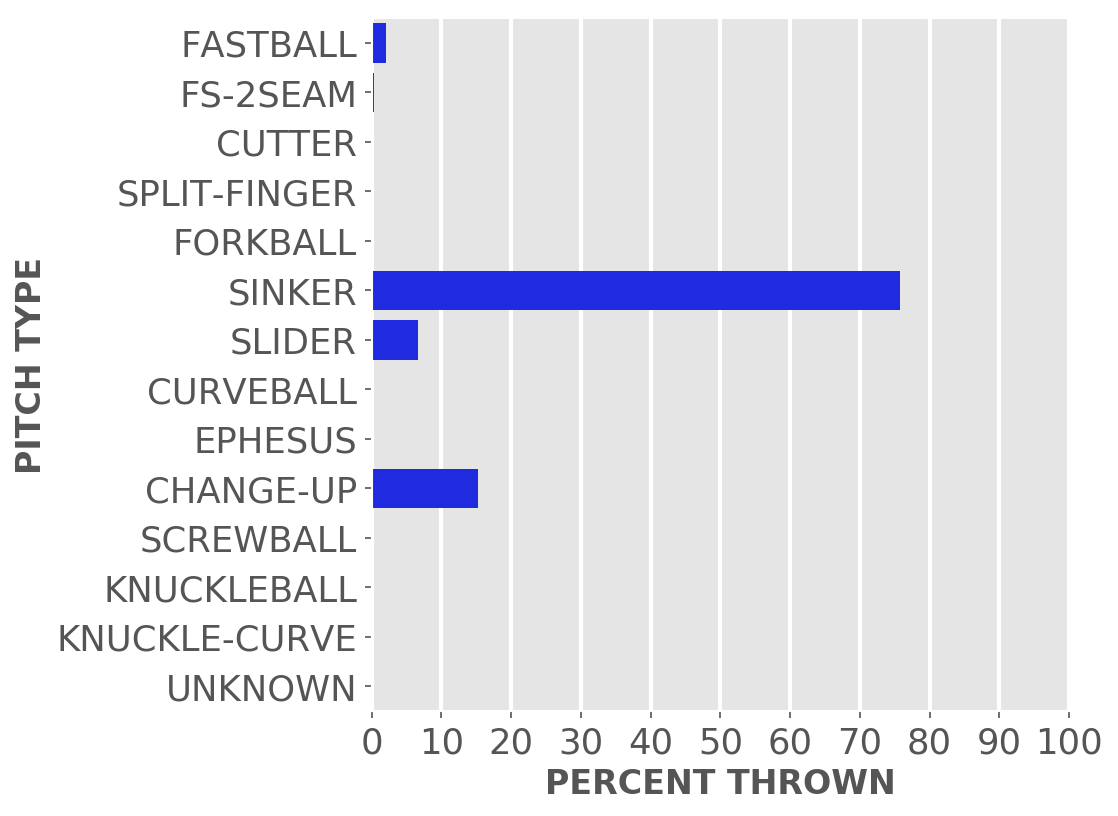 FASTBALL
FS-2SEAM
CUTTER
SPLIT-FINGER
FORKBALL
SINKER
SLIDER
CURVEBALL
EPHESUS
CHANGE-UP
SCREWBALL
KNUCKLEBALL
KNUCKLE-CURVE
UNKNOWN
PITCH TYPE
0 10 20 30 40 50 60 70 80 90 100
PERCENT THROWN